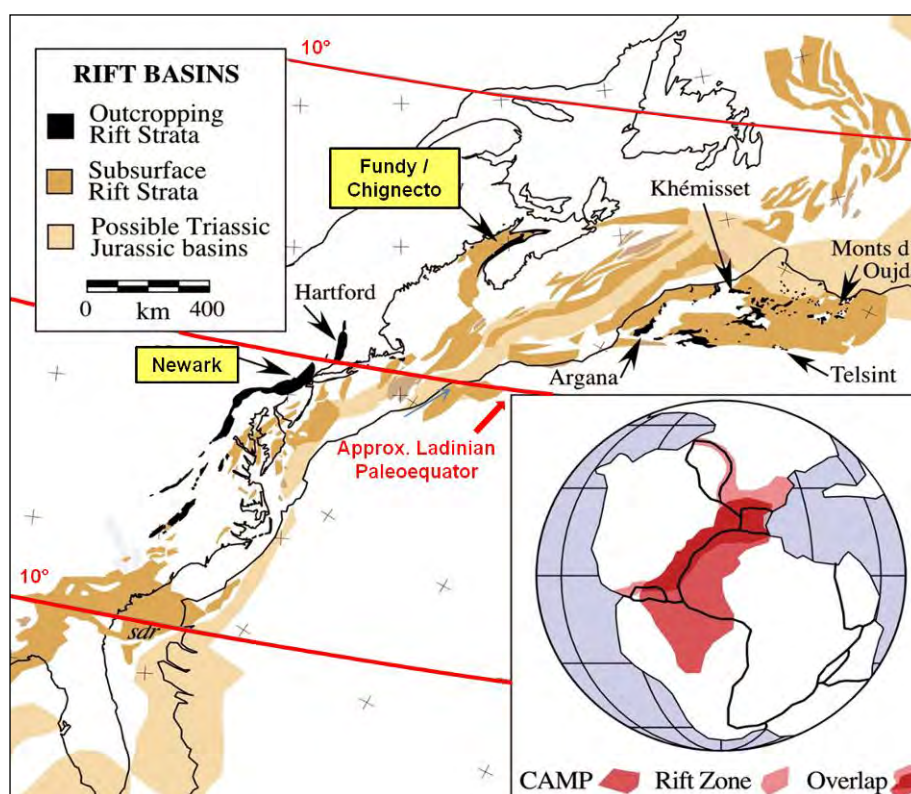 10°
RIFT BASINS
Outcropping
Rift Strata
Subsurface
Rift Strata
Possible Triassic
Jurassic basins
0 400
km
Fundy /
Chignecto
Khémisset
Monts d
Oujd
Hartford
Newark
Argana
Telsint
Approx. Ladinian
Paleoequator
10°
sdr
CAMP Rift Zone Overlap